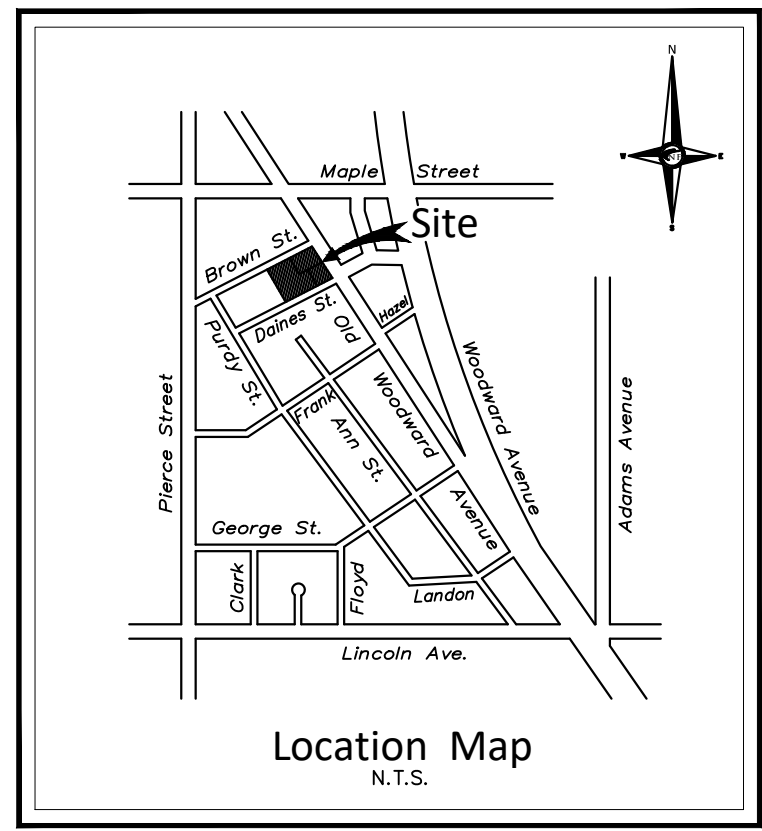 N
W
E
NF
S
Maple Street
Site
Brown St.
Daines St.
Old
Hazel
Purdy St.
Woodward
Woodward Avenue
Pierce Street
Frank
Ann St.
Adams Avenue
Avenue
George St.
Clark
Floyd
Landon
Lincoln Ave.
Location Map
N.T.S.